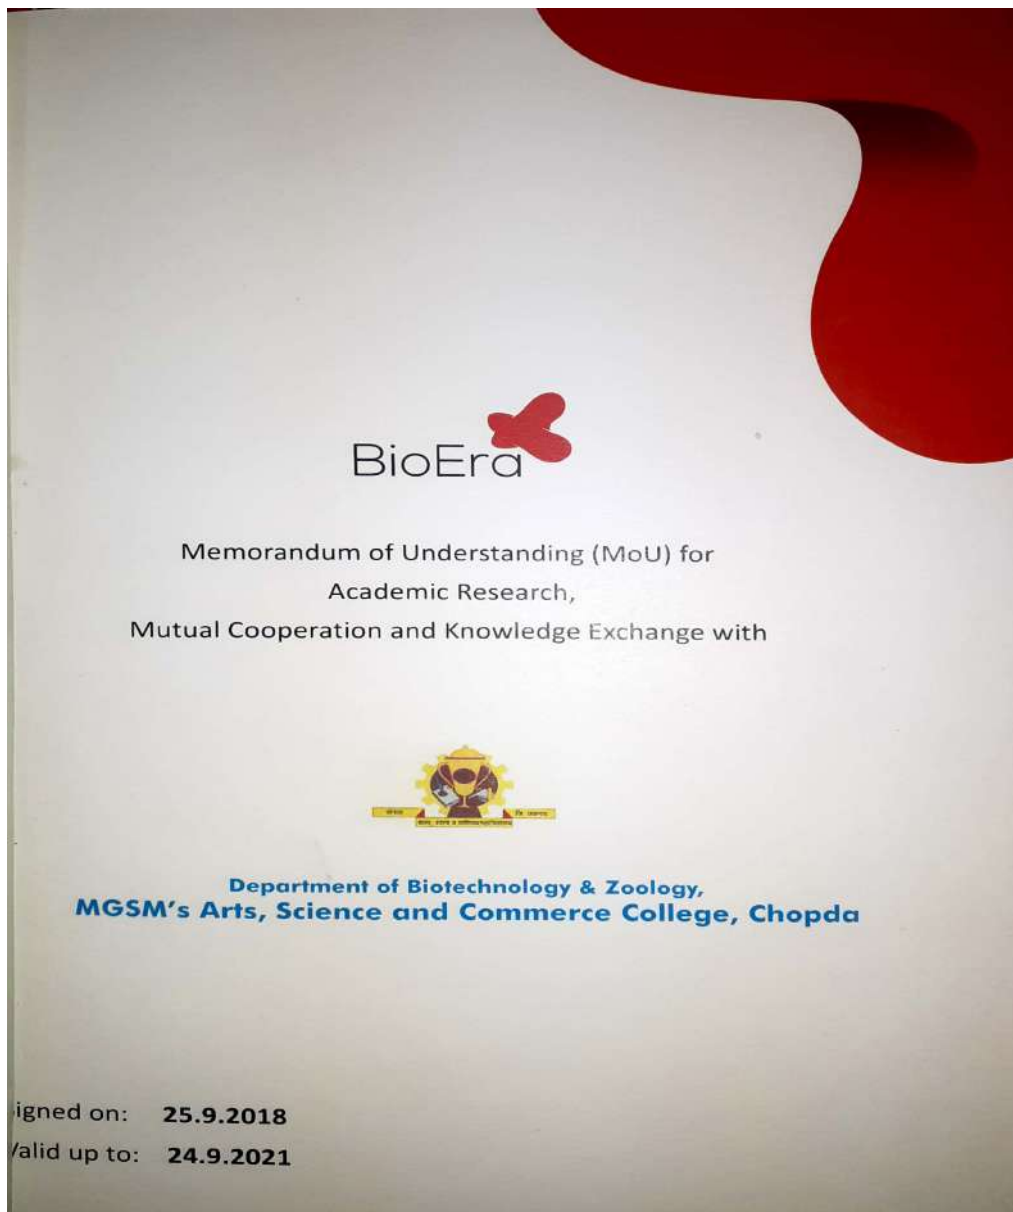 BioEra
Memorandum of Understanding (MoU) for
Academic Research,
Mutual Cooperation and Knowledge Exchange with
Department of Biotechnology & Zoology,
MGSM's Arts, Science and Commerce College, Chopda
igned on: 25.9.2018
Valid up to: 24.9.2021